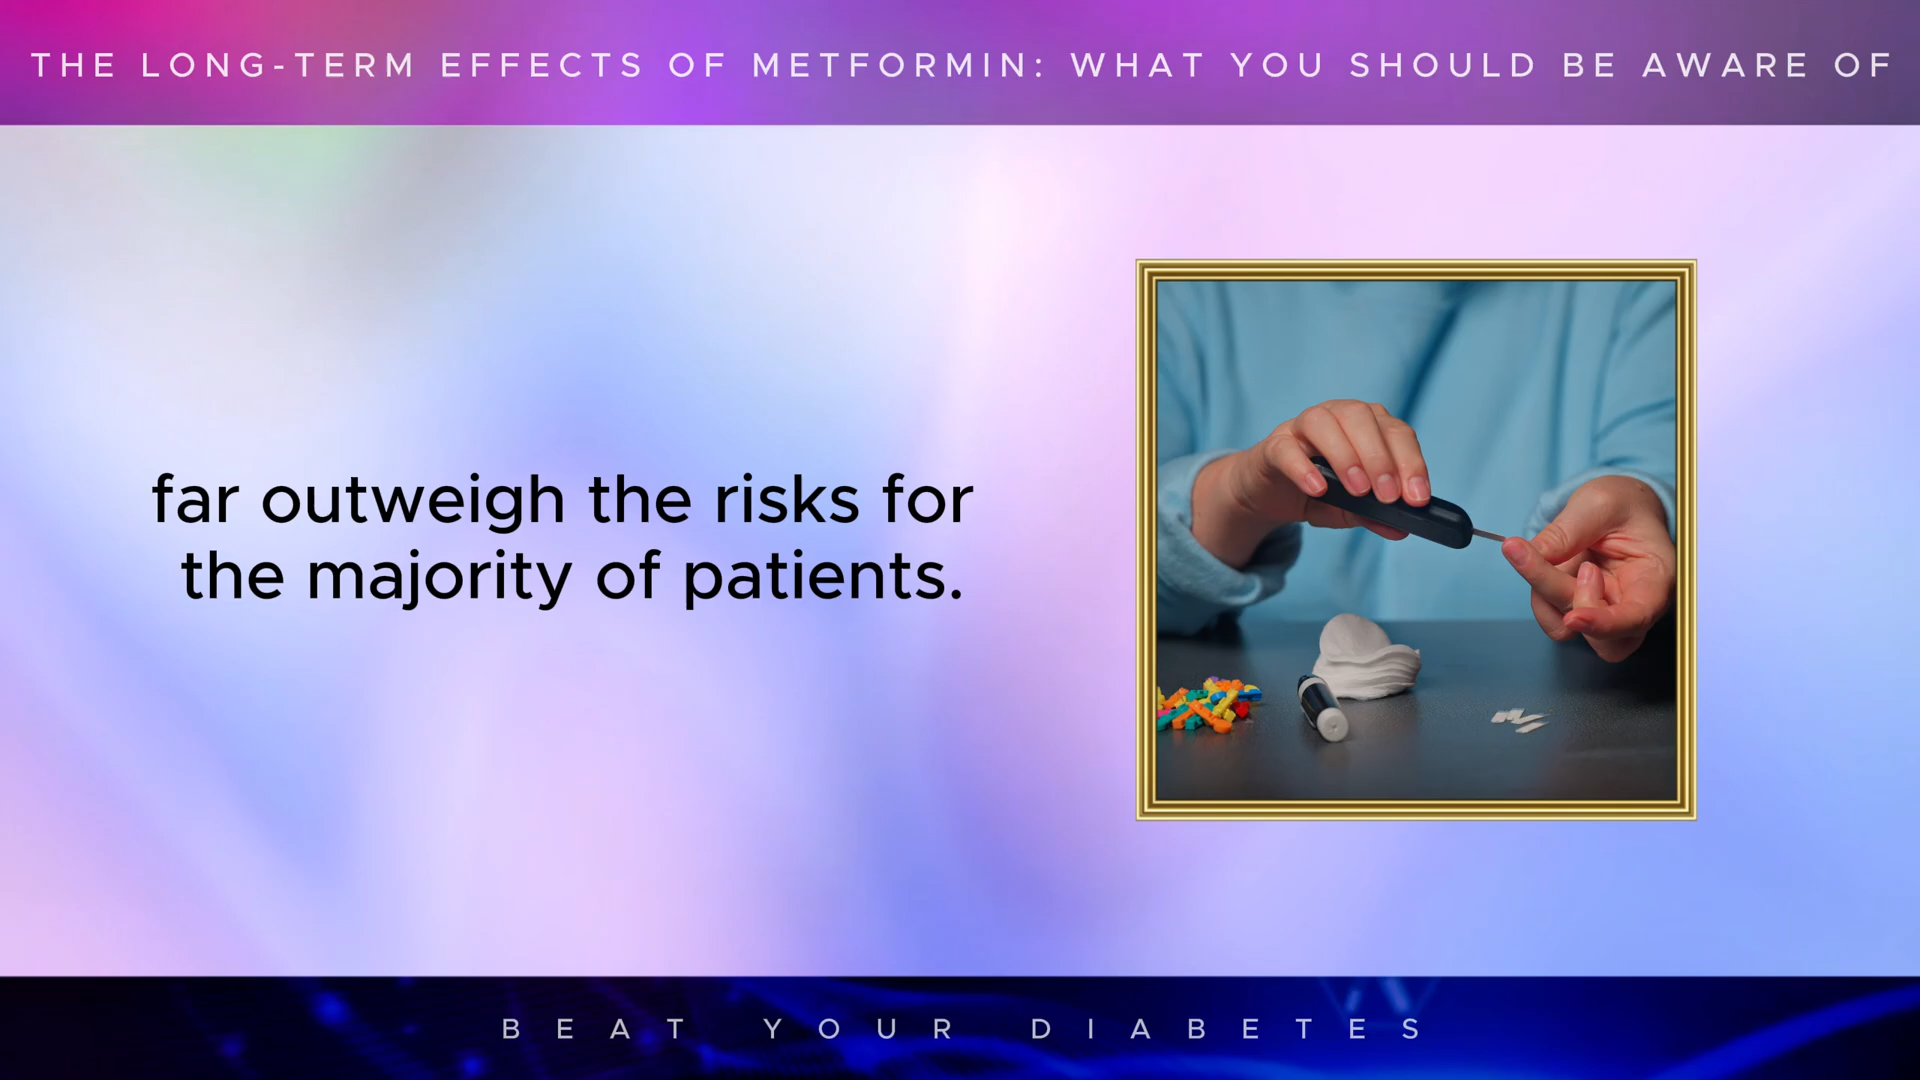 THE LONG-TERM EFFECTS OF METFORMIN: WHAT YOU SHOULD BE AWARE OF
far outweigh the risks for
the majority of patients.
BEAT YOUR DIABETES